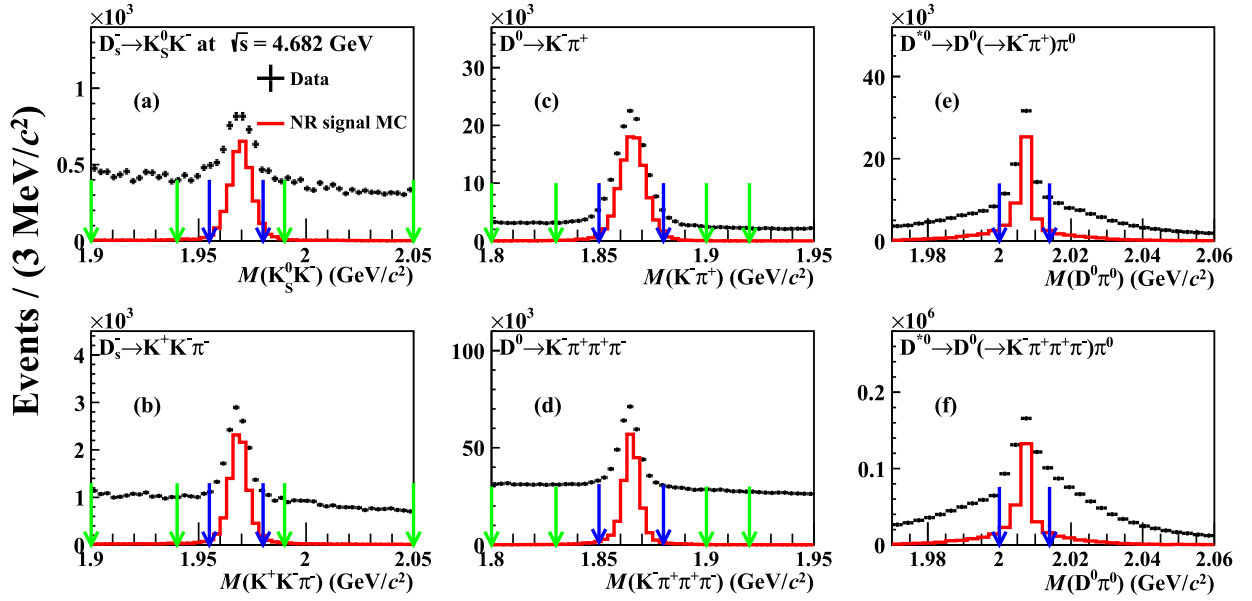 Events / (3 MeV/c²)
×10³
D_s⁻→K_S⁰K⁻ at √s = 4.682 GeV
Data
NR signal MC
(a)
1
0.5
0
1.9 1.95 2 2.05
M(K_S⁰K⁻) (GeV/c²)
×10³
D⁰→K⁻π⁺
(c)
30
20
10
0
1.8 1.85 1.9 1.95
M(K⁻π⁺) (GeV/c²)
×10³
D*⁰→D⁰(→K⁻π⁺)π⁰
(e)
40
20
0
1.98 2 2.02 2.04 2.06
M(D⁰π⁰) (GeV/c²)
×10³
D_s⁻→K⁺K⁻π⁻
(b)
4
3
2
1
0
1.9 1.95 2 2.05
M(K⁺K⁻π⁻) (GeV/c²)
×10³
D⁰→K⁻π⁺π⁺π⁻
(d)
100
50
0
1.8 1.85 1.9 1.95
M(K⁻π⁺π⁺π⁻) (GeV/c²)
×10⁶
D*⁰→D⁰(→K⁻π⁺π⁺π⁻)π⁰
(f)
0.2
0.1
0
1.98 2 2.02 2.04 2.06
M(D⁰π⁰) (GeV/c²)